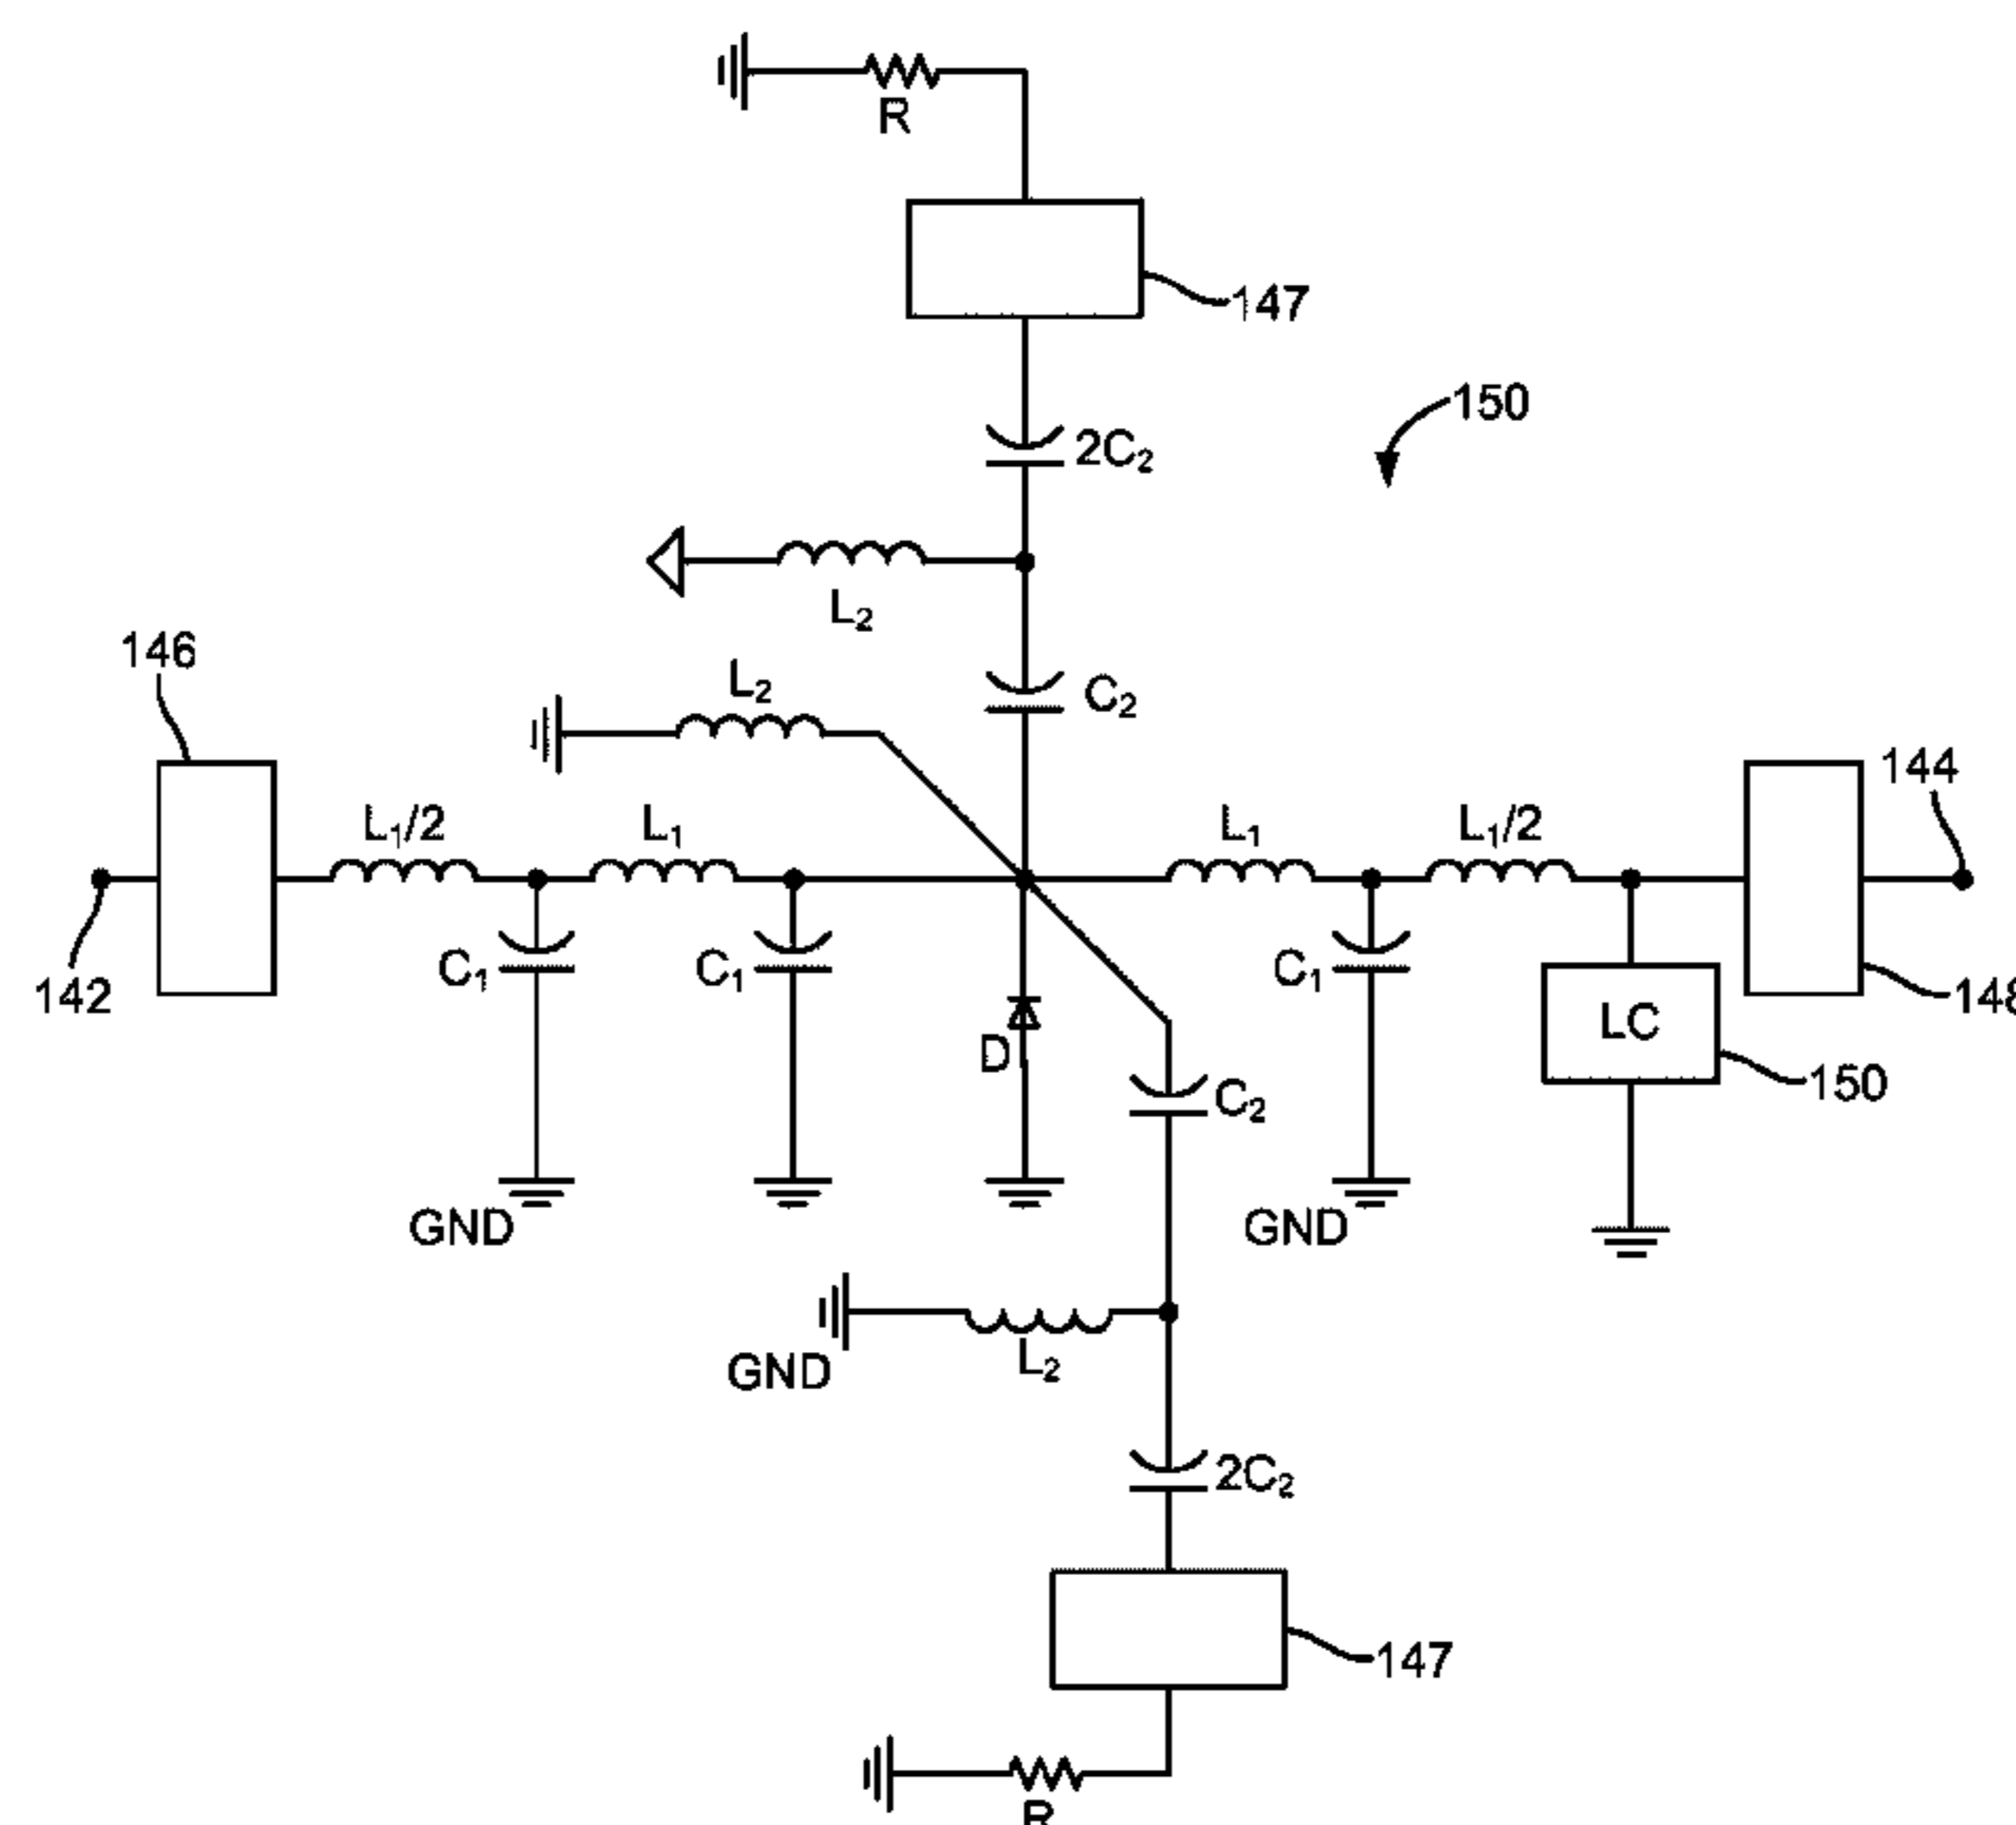 R
147
2C₂
150
L₂
146
L₂
C₂
144
L₁/2
L₁
L₁
L₁/2
142
C₁
C₁
D
C₁
LC
148
150
C₂
GND
GND
GND
L₂
2C₂
147
R